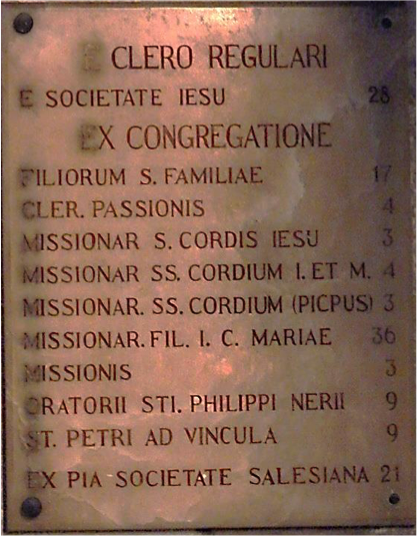 E CLERO REGULARI
E SOCIETATE IESU 28
EX CONGREGATIONE
FILIORUM S. FAMILIAE 17
CLER. PASSIONIS 4
MISSIONAR S. CORDIS IESU 3
MISSIONAR SS. CORDIUM I. ET M. 4
MISSIONAR. SS. CORDIUM (PICPUS) 3
MISSIONAR. FIL. I. C. MARIAE 36
MISSIONIS 3
ORATORII STI. PHILIPPI NERII 9
ST. PETRI AD VINCULA 9
EX PIA SOCIETATE SALESIANA 21